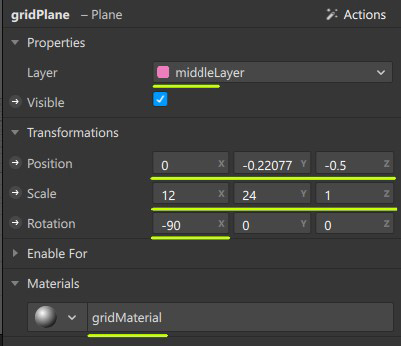 gridPlane – Plane Actions
Properties
Layer middleLayer
Visible
Transformations
Position 0 X -0.22077 Y -0.5 Z
Scale 12 X 24 Y 1 Z
Rotation -90 X 0 Y 0 Z
Enable For
Materials
gridMaterial